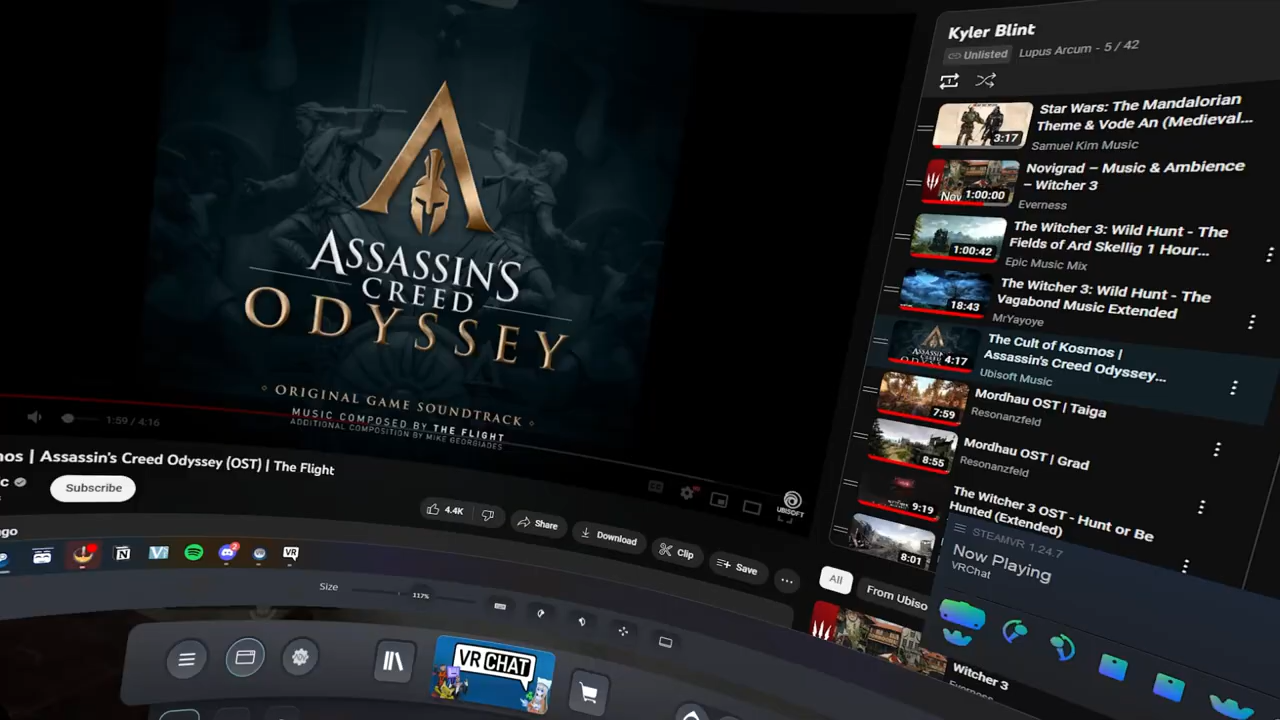 ASSASSIN'S
CREED
ODYSSEY
ORIGINAL GAME SOUNDTRACK
MUSIC COMPOSED BY THE FLIGHT
ADDITIONAL COMPOSITION BY MIKE GEORGIADES
1:59 / 4:16
UBISOFT
os | Assassin's Creed Odyssey (OST) | The Flight
Subscribe
4.4K
Share
Download
Clip
Save
ago
Kyler Blint
Unlisted
Lupus Arcum - 5 / 42
3:17
Star Wars: The Mandalorian
Theme & Vode An (Medieval...
Samuel Kim Music
Nov
1:00:00
Novigrad – Music & Ambience
– Witcher 3
Everness
1:00:42
The Witcher 3: Wild Hunt - The
Fields of Ard Skellig 1 Hour...
Epic Music Mix
18:43
The Witcher 3: Wild Hunt - The
Vagabond Music Extended
MrYayoye
4:17
The Cult of Kosmos |
Assassin's Creed Odyssey...
Ubisoft Music
7:59
Mordhau OST | Taiga
Resonanzfeld
8:55
Mordhau OST | Grad
Resonanzfeld
9:19
The Witcher 3 OST - Hunt or Be
Hunted (Extended)
8:01
All
From Ubiso
Witcher 3
STEAMVR 1.24.7
Now Playing
VRChat
2
VR
Size
117%
VRCHAT